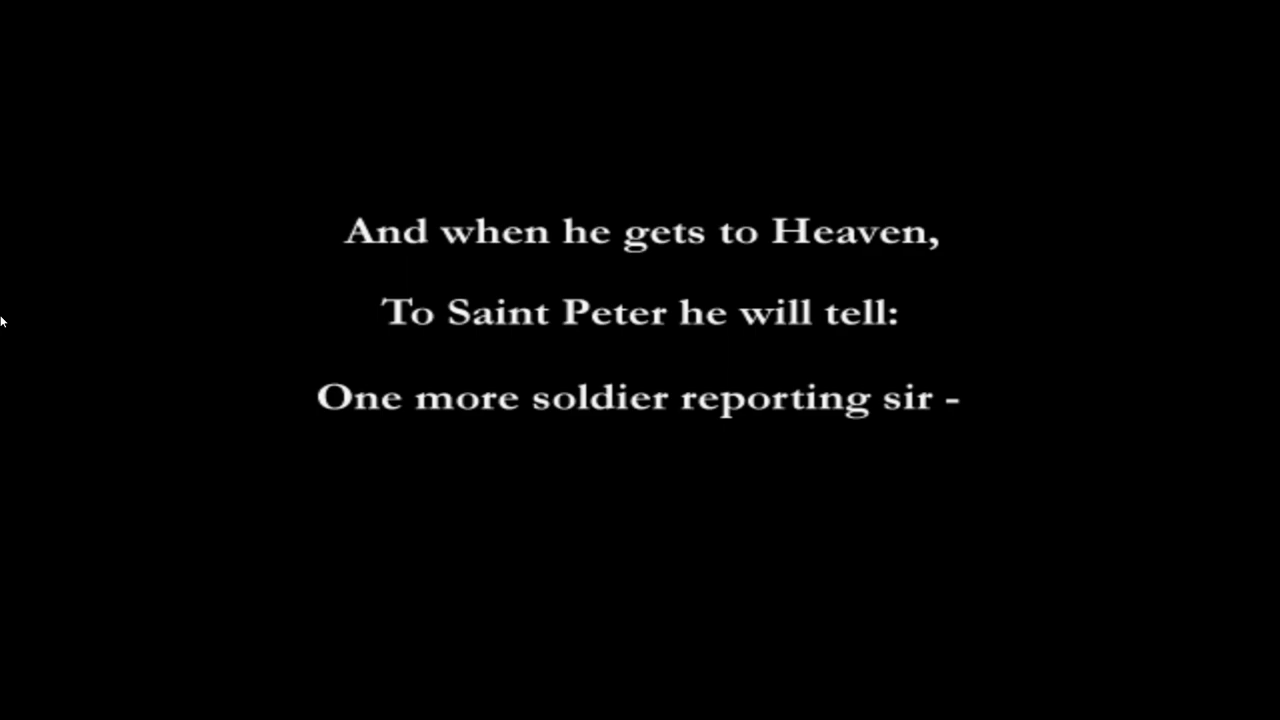 And when he gets to Heaven,
To Saint Peter he will tell:
One more soldier reporting sir -